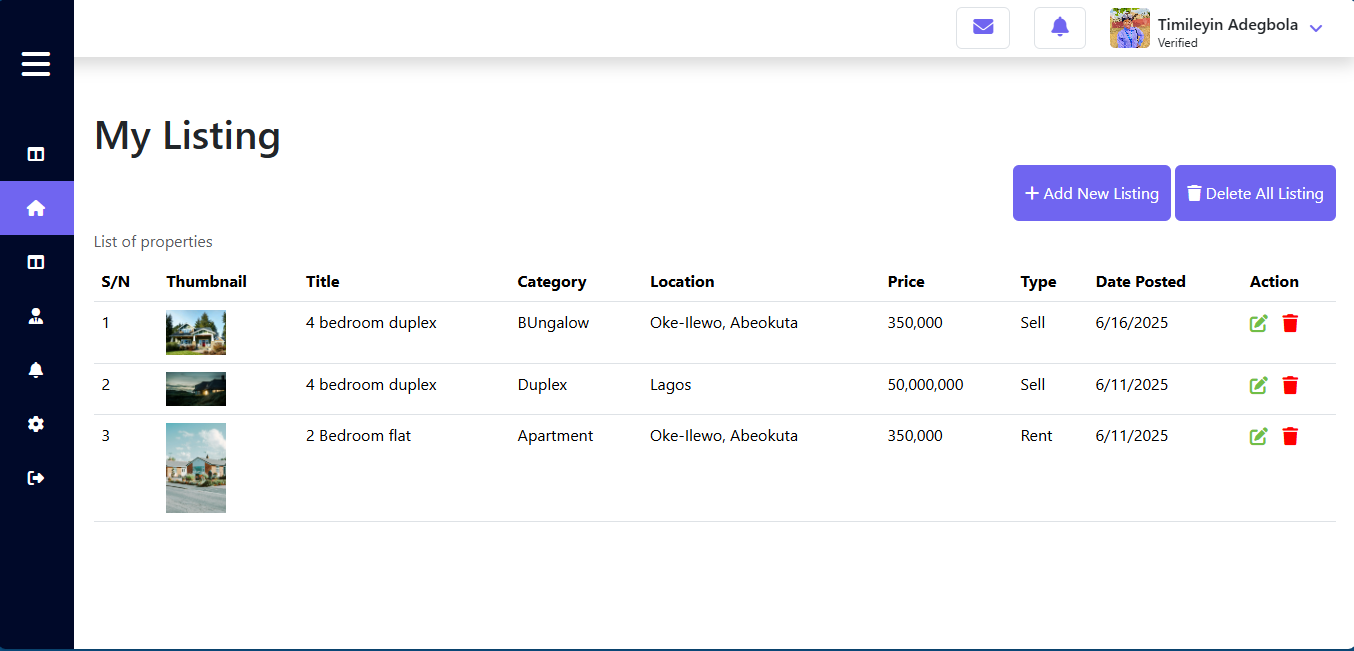 Timileyin Adegbola
Verified
My Listing
Add New Listing Delete All Listing
List of properties
S/N Thumbnail Title Category Location Price Type Date Posted Action
1 4 bedroom duplex BUngalow Oke-Ilewo, Abeokuta 350,000 Sell 6/16/2025
2 4 bedroom duplex Duplex Lagos 50,000,000 Sell 6/11/2025
3 2 Bedroom flat Apartment Oke-Ilewo, Abeokuta 350,000 Rent 6/11/2025